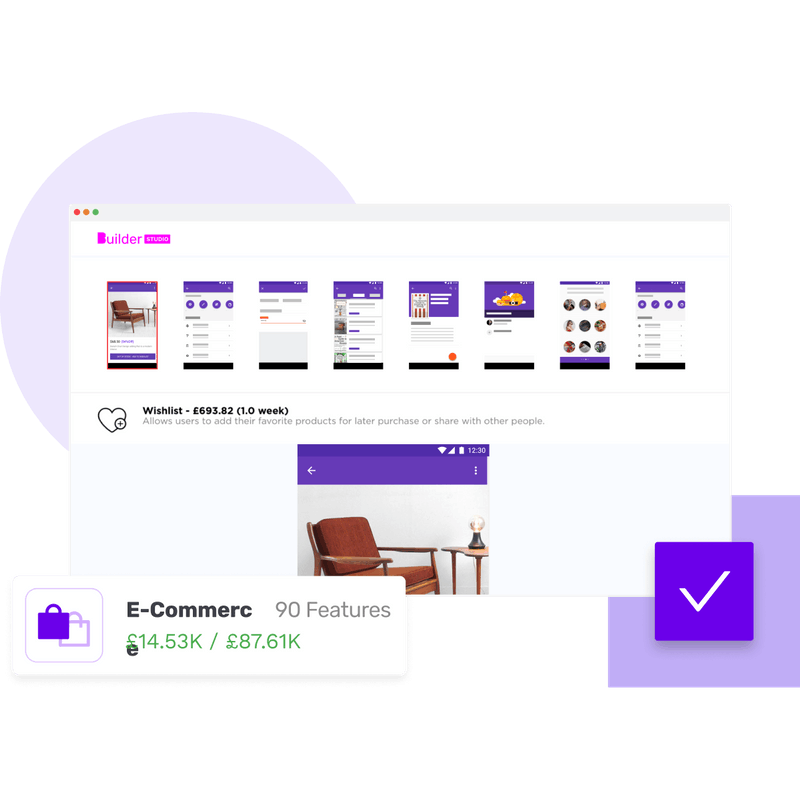 Builder STUDIO
Wishlist - £693.82 (1.0 week)
Allows users to add their favorite products for later purchase or share with other people.
12:30
E-Commerc 90 Features
e
£14.53K / £87.61K